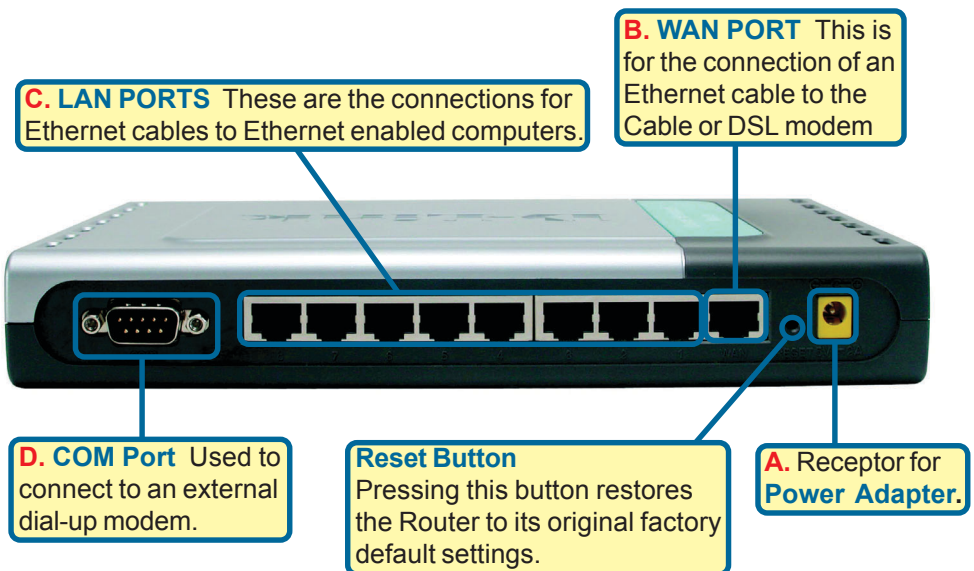 B. WAN PORT This is
for the connection of an
Ethernet cable to the
Cable or DSL modem
C. LAN PORTS These are the connections for
Ethernet cables to Ethernet enabled computers.
D. COM Port Used to
connect to an external
dial-up modem.
Reset Button
Pressing this button restores
the Router to its original factory
default settings.
A. Receptor for
Power Adapter.